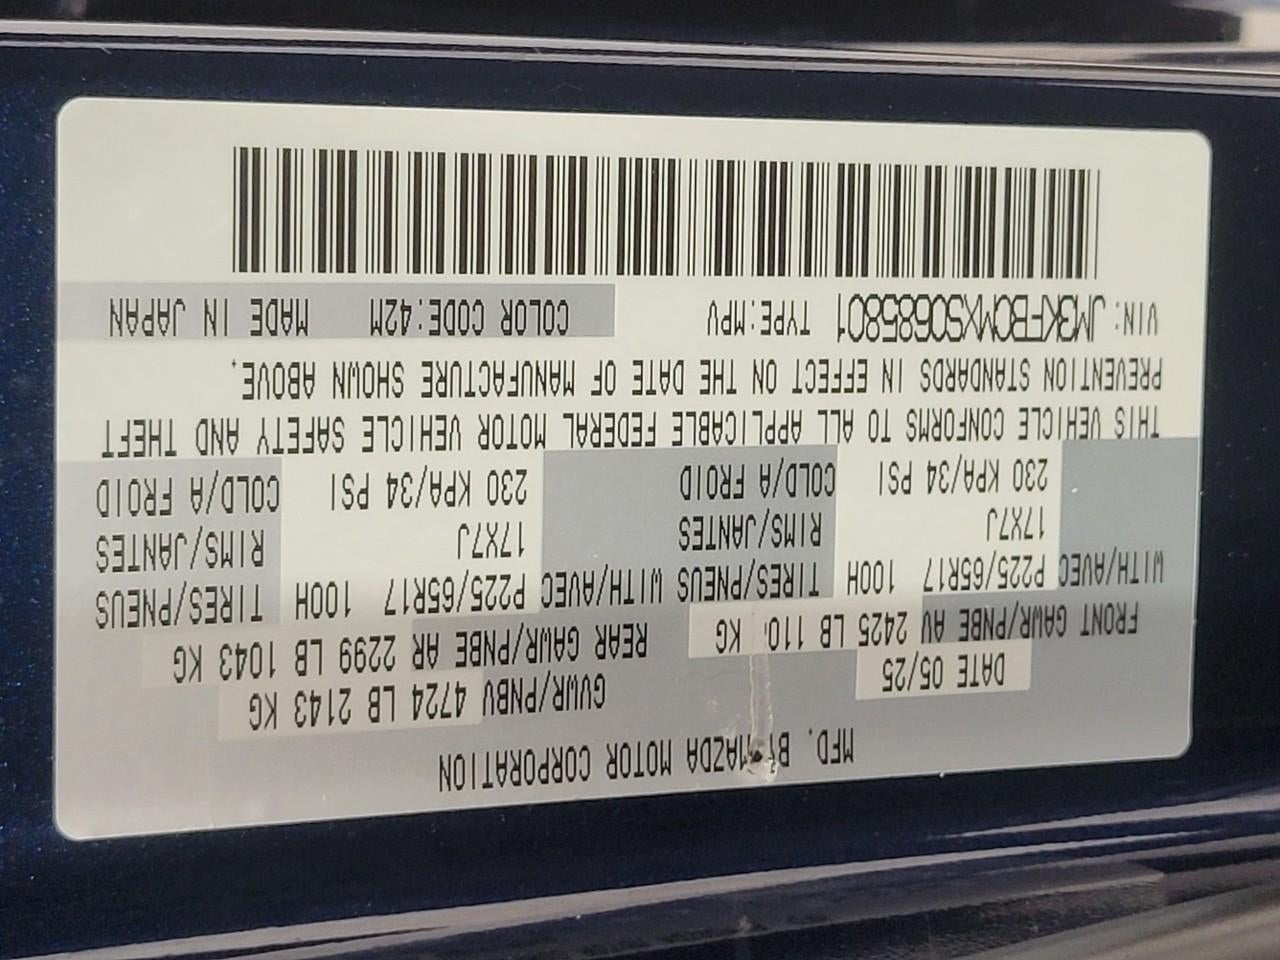 MFD. BY MAZDA MOTOR CORPORATION
DATE 05/25 GVWR/PNBV 4724 LB 2143 KG
FRONT GAWR/PNBE AV 2425 LB 110 KG REAR GAWR/PNBE AR 2299 LB 1043 KG
WITH/AVEC P225/65R17 100H TIRES/PNEUS WITH/AVEC P225/65R17 100H TIRES/PNEUS
17X7J RIMS/JANTES 17X7J RIMS/JANTES
230 KPA/34 PSI COLD/A FROID 230 KPA/34 PSI COLD/A FROID
THIS VEHICLE CONFORMS TO ALL APPLICABLE FEDERAL MOTOR VEHICLE SAFETY AND THEFT
PREVENTION STANDARDS IN EFFECT ON THE DATE OF MANUFACTURE SHOWN ABOVE.
VIN: JM3KFBCMXS0685801 TYPE:MPV COLOR CODE:42M MADE IN JAPAN